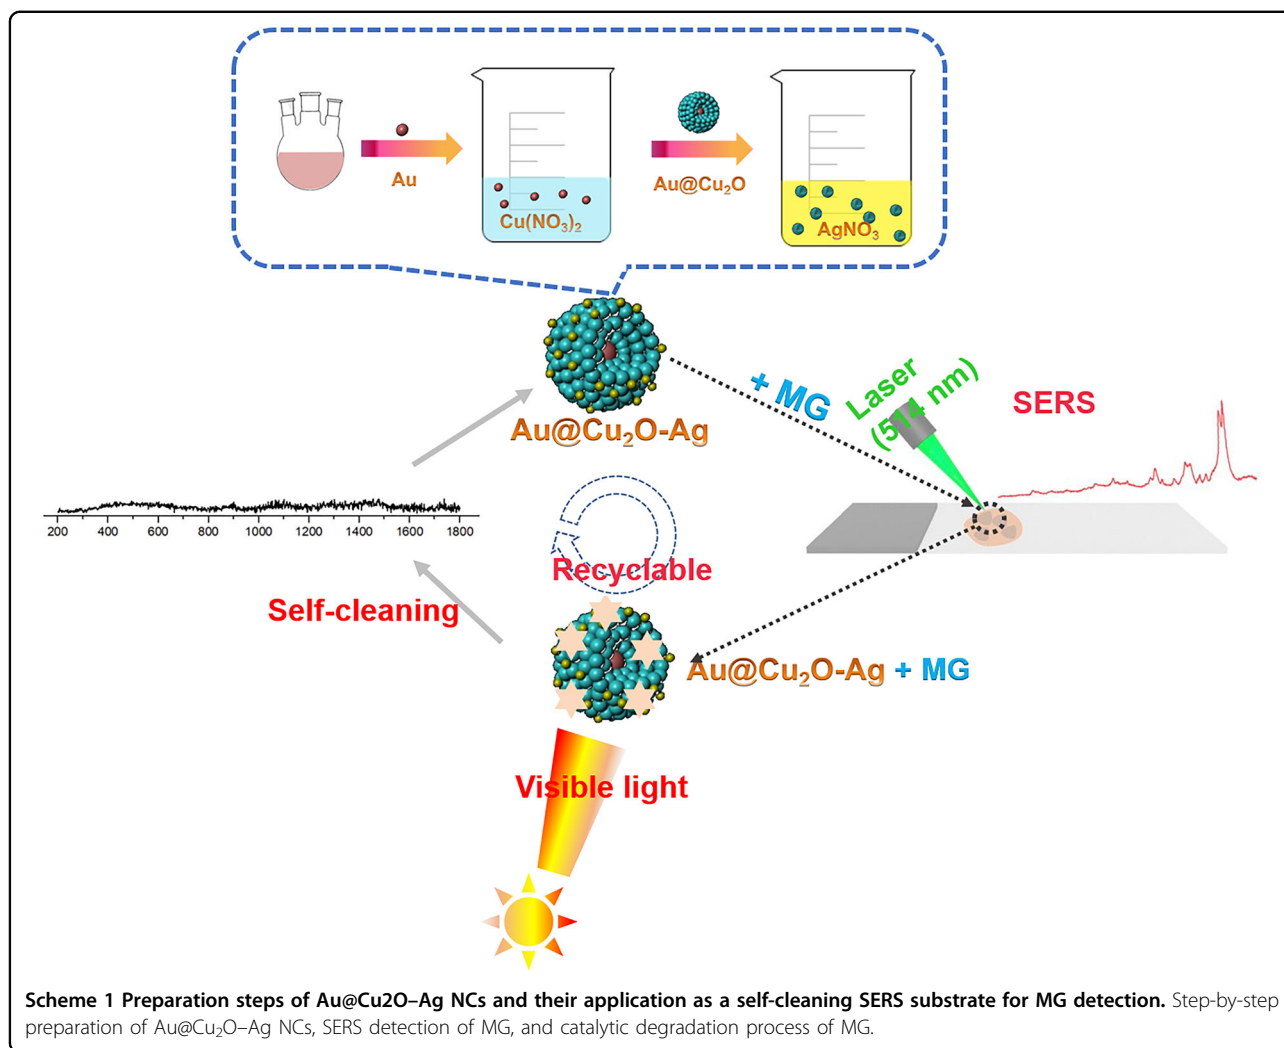 Au
Cu(NO₃)₂
Au@Cu₂O
AgNO₃
Au@Cu₂O-Ag
+ MG
Laser
(514 nm)
SERS
200 400 600 800 1000 1200 1400 1600 1800
Recyclable
Self-cleaning
Au@Cu₂O-Ag + MG
Visible light
Scheme 1 Preparation steps of Au@Cu2O–Ag NCs and their application as a self-cleaning SERS substrate for MG detection. Step-by-step
preparation of Au@Cu₂O–Ag NCs, SERS detection of MG, and catalytic degradation process of MG.